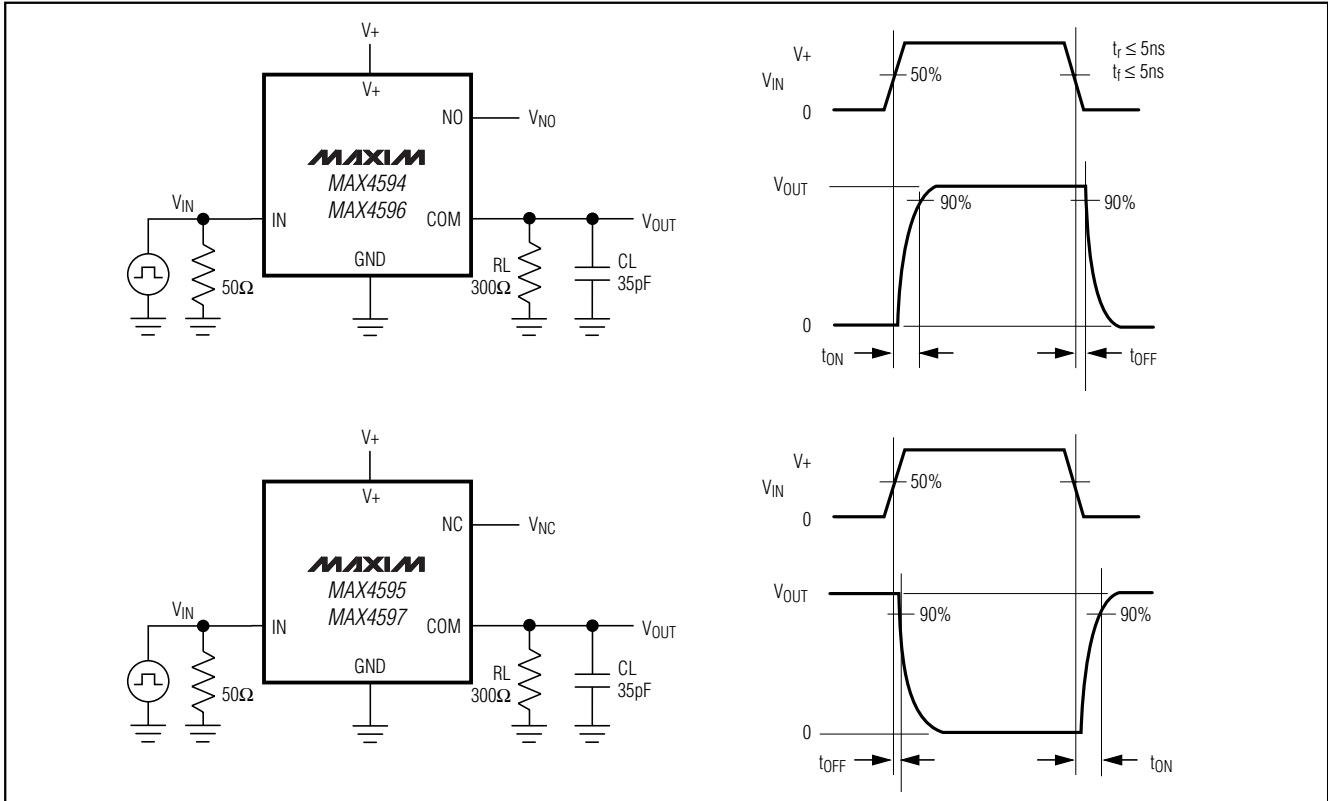 V+
V+
NO
VNO
MAXIM
MAX4594
MAX4596
VIN
IN
COM
VOUT
GND
50Ω
RL
300Ω
CL
35pF
V+
VIN
0
50%
tr ≤ 5ns
tf ≤ 5ns
VOUT
90%
90%
0
tON
tOFF
V+
V+
NC
VNC
MAXIM
MAX4595
MAX4597
VIN
IN
COM
VOUT
GND
50Ω
RL
300Ω
CL
35pF
V+
VIN
0
50%
VOUT
90%
90%
0
tOFF
tON